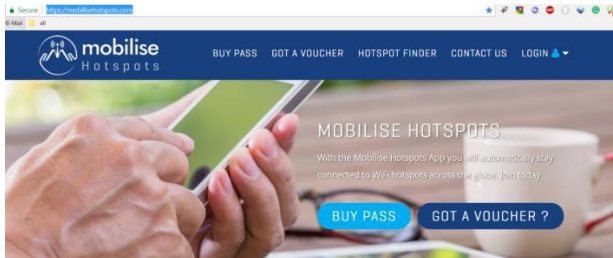 Secure | https://mobilisehotspots.com
all
mobilise
Hotspots
BUY PASS GOT A VOUCHER HOTSPOT FINDER CONTACT US LOGIN
MOBILISE HOTSPOTS
With the Mobilise Hotspots App you will automatically stay
connected to WiFi hotspots across the globe. Join today
BUY PASS GOT A VOUCHER ?